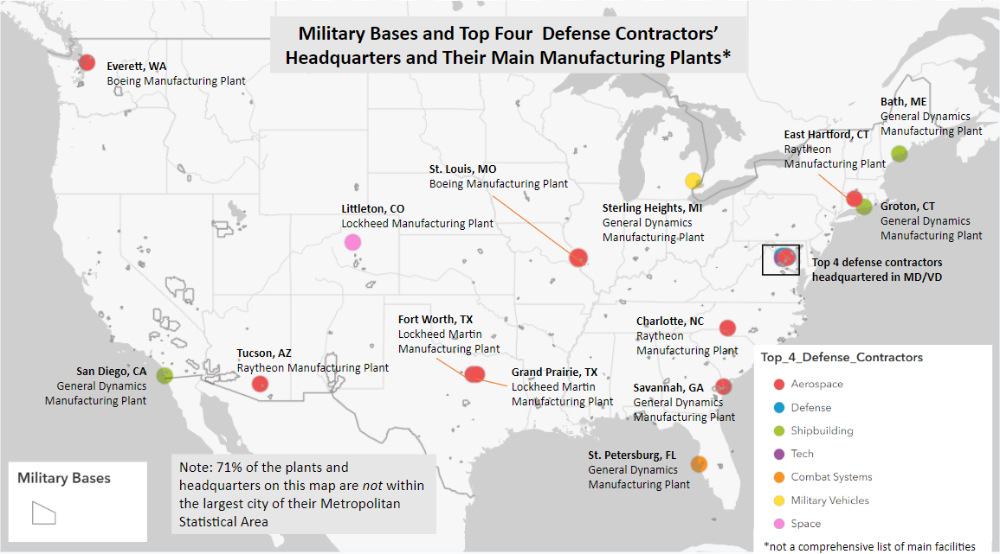 Military Bases and Top Four Defense Contractors’
Headquarters and Their Main Manufacturing Plants*
Everett, WA
Boeing Manufacturing Plant
Bath, ME
General Dynamics
Manufacturing Plant
East Hartford, CT
Raytheon
Manufacturing Plant
St. Louis, MO
Boeing Manufacturing Plant
Littleton, CO
Lockheed Manufacturing Plant
Sterling Heights, MI
General Dynamics
Manufacturing Plant
Groton, CT
General Dynamics
Manufacturing Plant
Top 4 defense contractors
headquartered in MD/VD
Fort Worth, TX
Lockheed Martin
Manufacturing Plant
Charlotte, NC
Raytheon
Manufacturing Plant
Tucson, AZ
Raytheon Manufacturing Plant
San Diego, CA
General Dynamics
Manufacturing Plant
Grand Prairie, TX
Lockheed Martin
Manufacturing Plant
Savannah, GA
General Dynamics
Manufacturing Plant
St. Petersburg, FL
General Dynamics
Manufacturing Plant
Top_4_Defense_Contractors
Aerospace
Defense
Shipbuilding
Tech
Combat Systems
Military Vehicles
Space
*not a comprehensive list of main facilities
Military Bases
Note: 71% of the plants and
headquarters on this map are not within
the largest city of their Metropolitan
Statistical Area